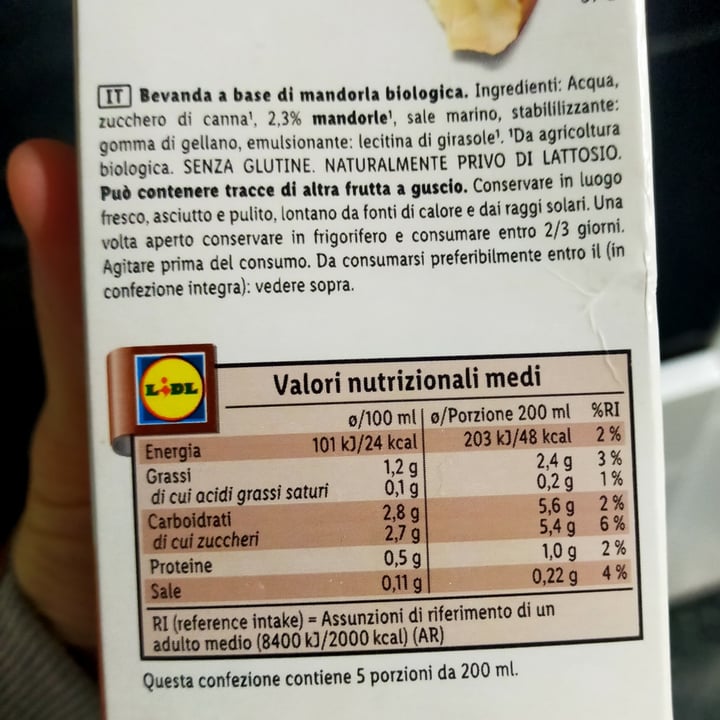 IT Bevanda a base di mandorla biologica. Ingredienti: Acqua,
zucchero di canna¹, 2,3% mandorle¹, sale marino, stabililizzante:
gomma di gellano, emulsionante: lecitina di girasole¹. ¹Da agricoltura
biologica. SENZA GLUTINE. NATURALMENTE PRIVO DI LATTOSIO.
Può contenere tracce di altra frutta a guscio. Conservare in luogo
fresco, asciutto e pulito, lontano da fonti di calore e dai raggi solari. Una
volta aperto conservare in frigorifero e consumare entro 2/3 giorni.
Agitare prima del consumo. Da consumarsi preferibilmente entro il (in
confezione integra): vedere sopra.
LIDL
Valori nutrizionali medi
ø/100 ml ø/Porzione 200 ml %RI
Energia 101 kJ/24 kcal 203 kJ/48 kcal 2 %
Grassi 1,2 g 2,4 g 3 %
di cui acidi grassi saturi 0,1 g 0,2 g 1 %
Carboidrati 2,8 g 5,6 g 2 %
di cui zuccheri 2,7 g 5,4 g 6 %
Proteine 0,5 g 1,0 g 2 %
Sale 0,11 g 0,22 g 4 %
RI (reference intake) = Assunzioni di riferimento di un
adulto medio (8400 kJ/2000 kcal) (AR)
Questa confezione contiene 5 porzioni da 200 ml.